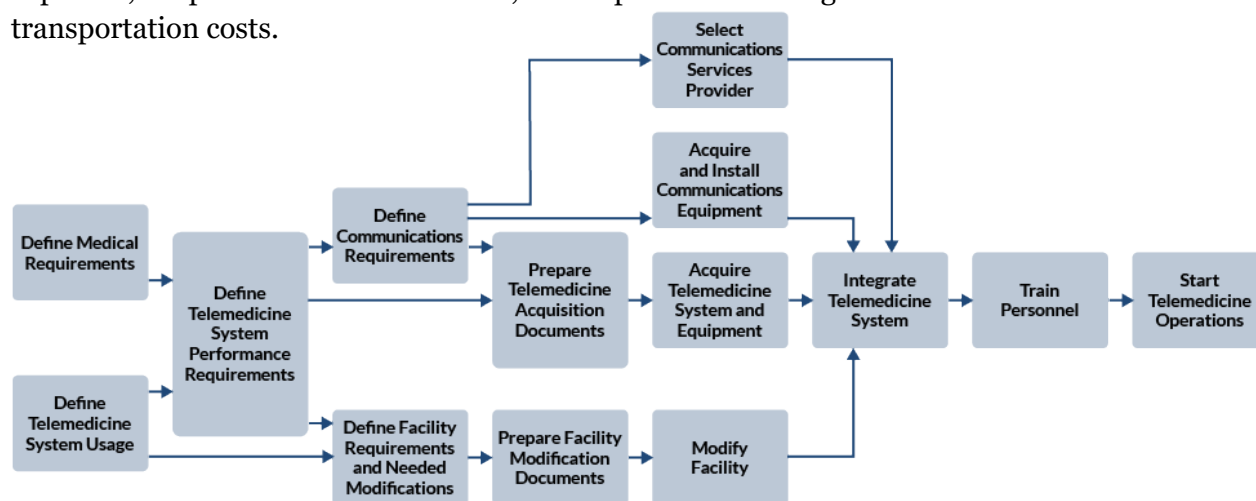 transportation costs.
Select
Communications
Services
Provider
Acquire
and Install
Communications
Equipment
Define Medical
Requirements
Define
Communications
Requirements
Define
Telemedicine
System
Performance
Requirements
Prepare
Telemedicine
Acquisition
Documents
Acquire
Telemedicine
System and
Equipment
Integrate
Telemedicine
System
Train
Personnel
Start
Telemedicine
Operations
Define
Telemedicine
System Usage
Define Facility
Requirements
and Needed
Modifications
Prepare Facility
Modification
Documents
Modify
Facility